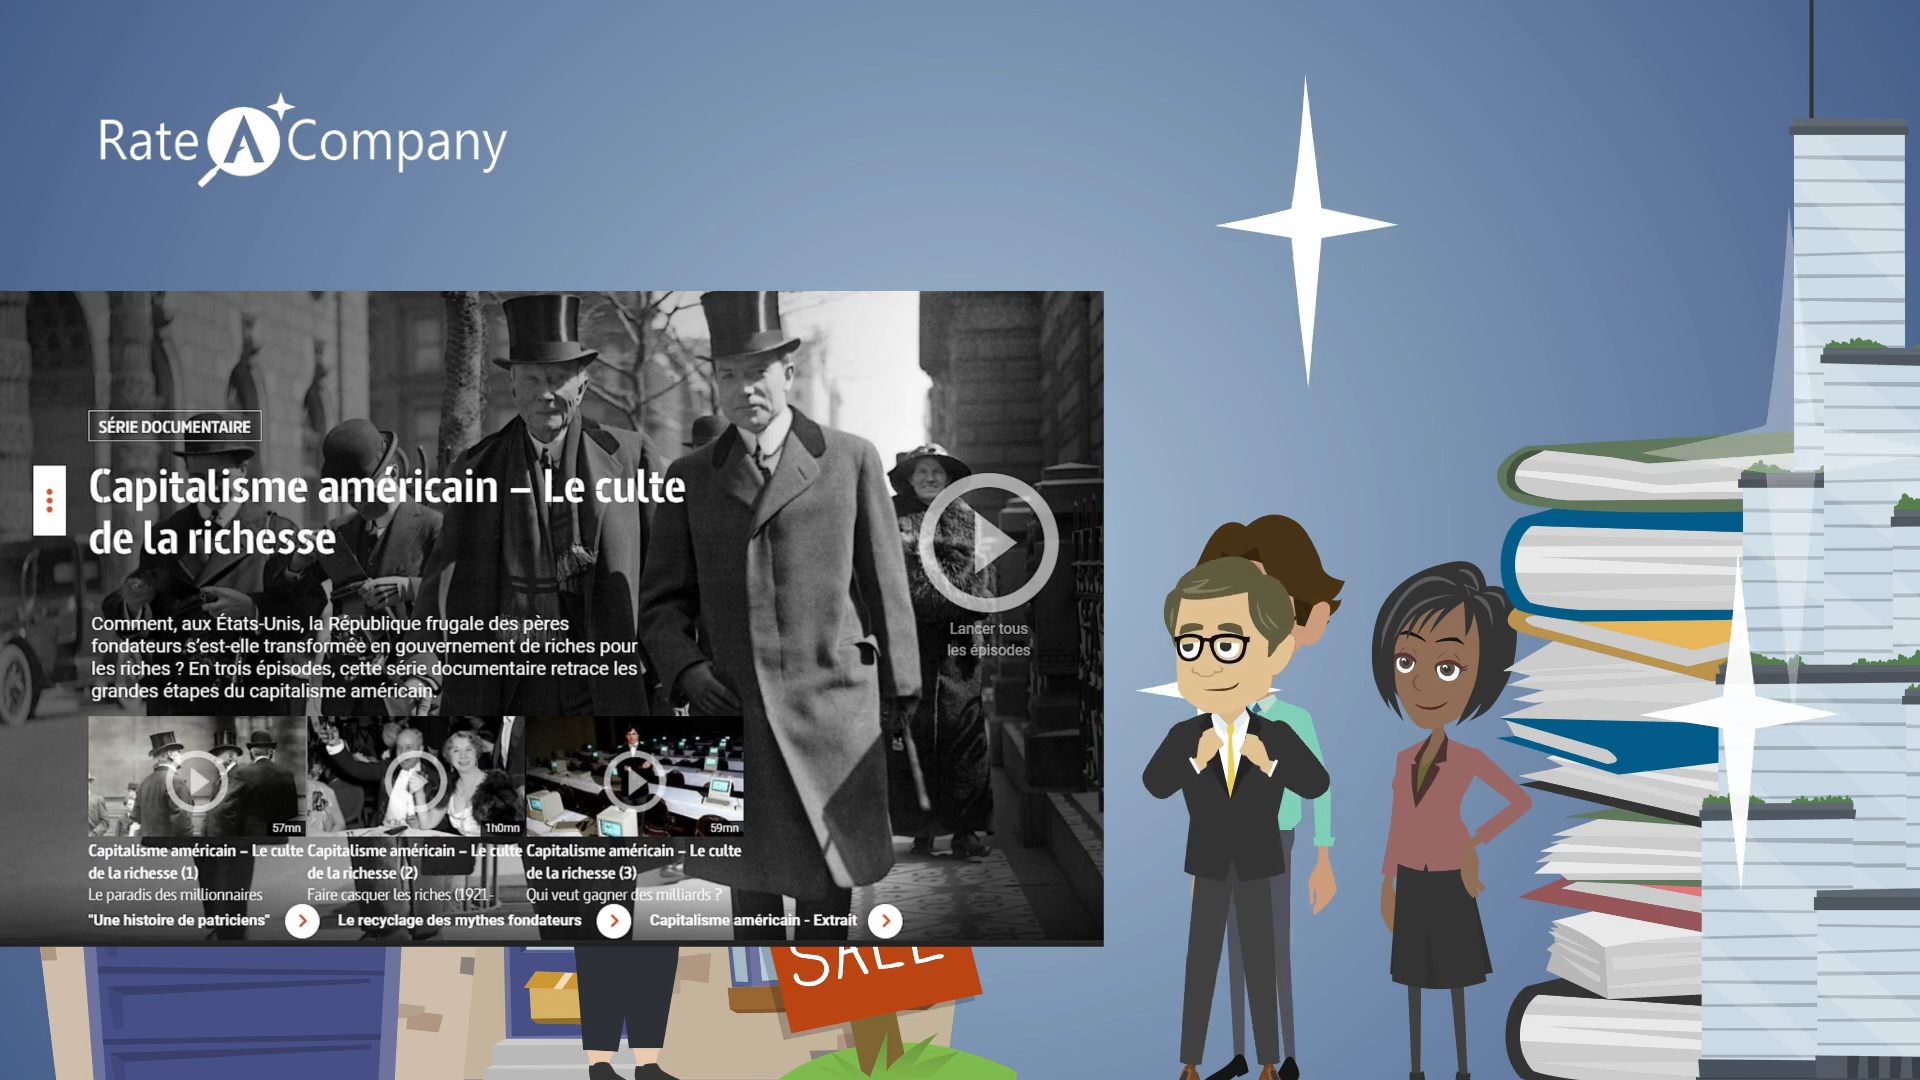 Rate A Company
SÉRIE DOCUMENTAIRE
Capitalisme américain – Le culte
de la richesse
Comment, aux États-Unis, la République frugale des pères
fondateurs s’est-elle transformée en gouvernement de riches pour
les riches ? En trois épisodes, cette série documentaire retrace les
grandes étapes du capitalisme américain.
Lancer tous
les épisodes
57mn
Capitalisme américain – Le culte
de la richesse (1)
Le paradis des millionnaires
1h0mn
Capitalisme américain – Le culte
de la richesse (2)
Faire casquer les riches (1921-
59mn
Capitalisme américain – Le culte
de la richesse (3)
Qui veut gagner des milliards ?
"Une histoire de patriciens"
Le recyclage des mythes fondateurs
Capitalisme américain - Extrait
SALE